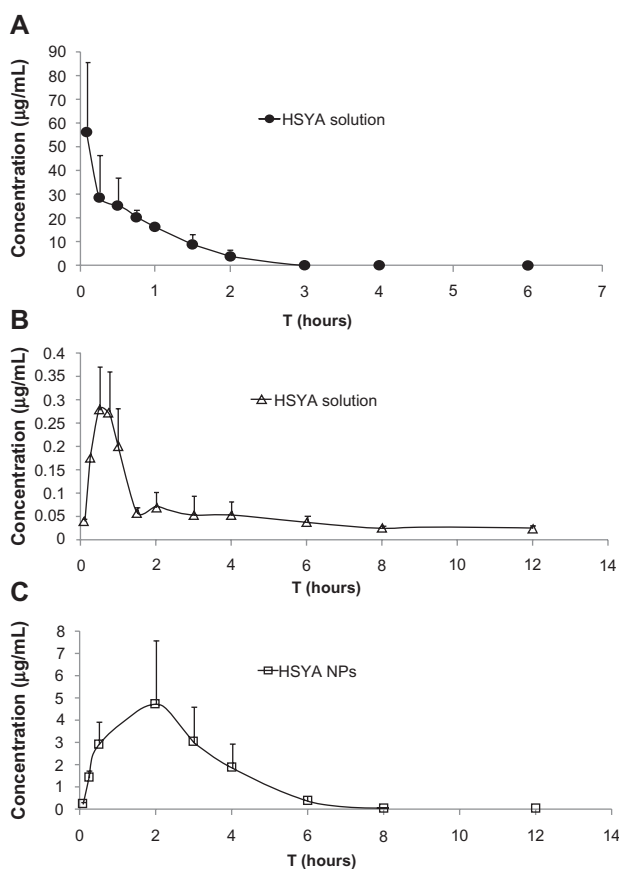 A
Concentration (µg/mL)
90
80
70
60
50
40
30
20
10
0
HSYA solution
1 2 3 4 5 6 7
T (hours)
B
Concentration (µg/mL)
0.4
0.35
0.3
0.25
0.2
0.15
0.1
0.05
0
HSYA solution
0 2 4 6 8 10 12 14
T (hours)
C
Concentration (µg/mL)
8
7
6
5
4
3
2
1
0
HSYA NPs
0 2 4 6 8 10 12 14
T (hours)